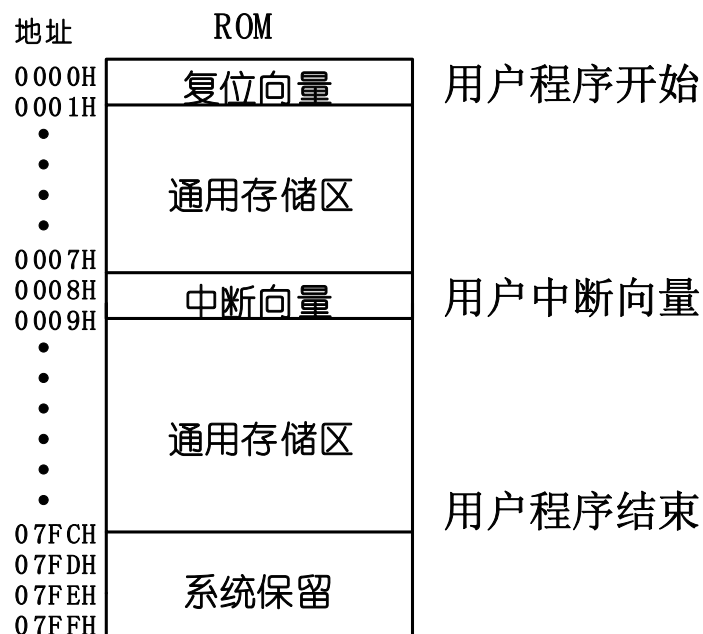 地址 ROM
0000H 复位向量 用户程序开始
0001H
通用存储区
0007H
0008H 中断向量 用户中断向量
0009H
通用存储区
用户程序结束
07FCH
07FDH
07FEH 系统保留
07FFH